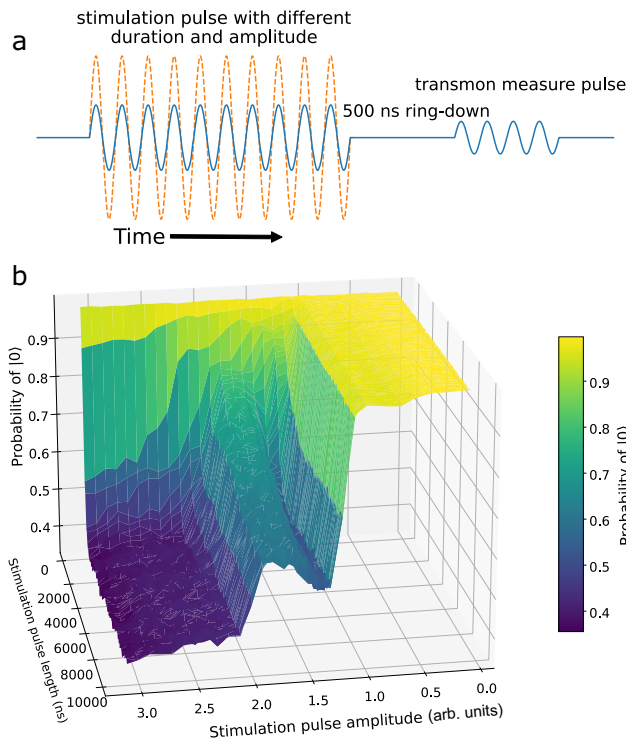 a
stimulation pulse with different
duration and amplitude
transmon measure pulse
500 ns ring-down
Time
b
Probability of |0⟩
0.9
0.8
0.7
0.6
0.5
0.4
0
2000
4000
6000
8000
10000
Stimulation pulse length (ns)
3.0
2.5
2.0
1.5
1.0
0.5
0.0
Stimulation pulse amplitude (arb. units)
0.9
0.8
0.7
0.6
0.5
0.4
Probability of |0⟩